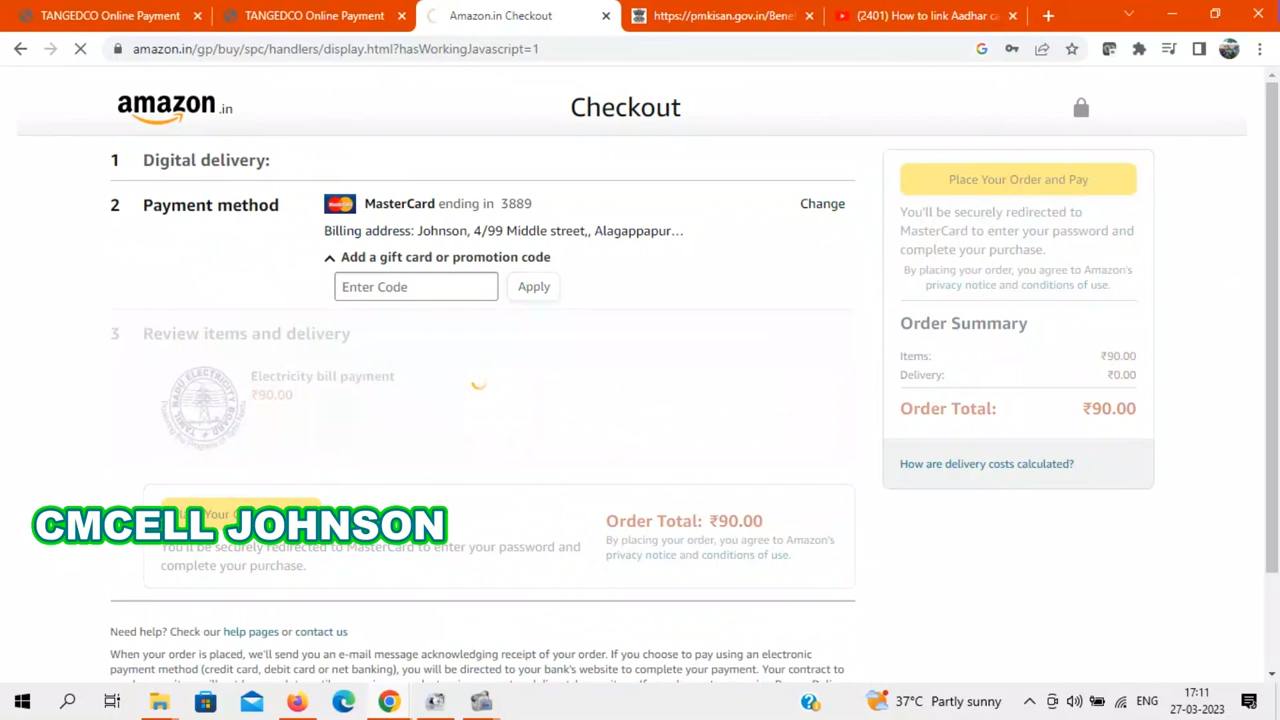 TANGEDCO Online Payment
TANGEDCO Online Payment
Amazon.in Checkout
https://pmkisan.gov.in/Bene
(2401) How to link Aadhar ca
amazon.in/gp/buy/spc/handlers/display.html?hasWorkingJavascript=1
amazon.in
Checkout
1 Digital delivery:
2 Payment method
MasterCard ending in 3889
Change
Billing address: Johnson, 4/99 Middle street,, Alagappapur...
Add a gift card or promotion code
Enter Code
Apply
3 Review items and delivery
Electricity bill payment
₹90.00
Order Total: ₹90.00
By placing your order, you agree to Amazon's
privacy notice and conditions of use.
You'll be securely redirected to MasterCard to enter your password and
complete your purchase.
CMCELL JOHNSON
Place Your Order and Pay
You'll be securely redirected to
MasterCard to enter your password and
complete your purchase.
By placing your order, you agree to Amazon's
privacy notice and conditions of use.
Order Summary
Items: ₹90.00
Delivery: ₹0.00
Order Total: ₹90.00
How are delivery costs calculated?
Need help? Check our help pages or contact us
When your order is placed, we'll send you an e-mail message acknowledging receipt of your order. If you choose to pay using an electronic
payment method (credit card, debit card or net banking), you will be directed to your bank's website to complete your payment. Your contract to
37°C Partly sunny
ENG
17:11
27-03-2023